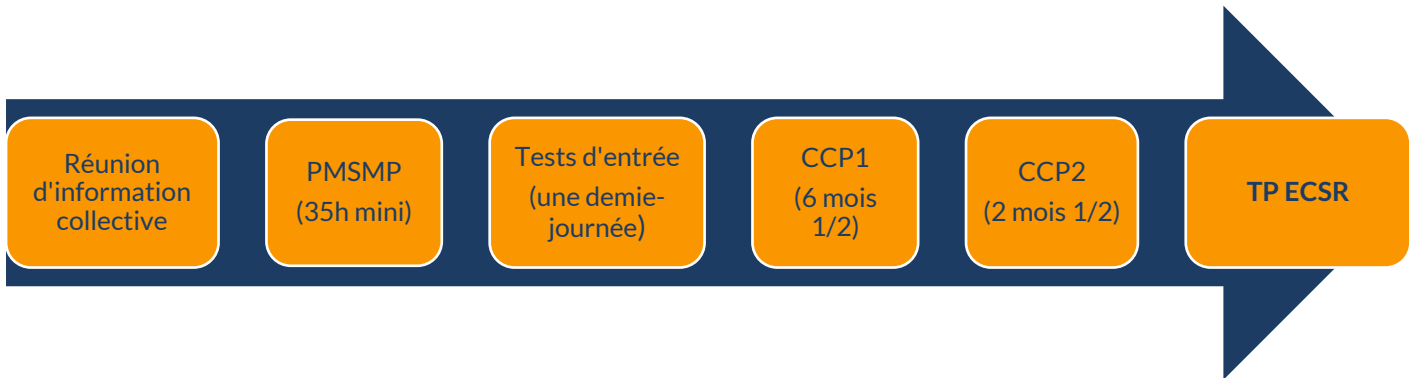 Réunion
d'information
collective
PMSMP
(35h mini)
Tests d'entrée
(une demie-
journée)
CCP1
(6 mois
1/2)
CCP2
(2 mois 1/2)
TP ECSR